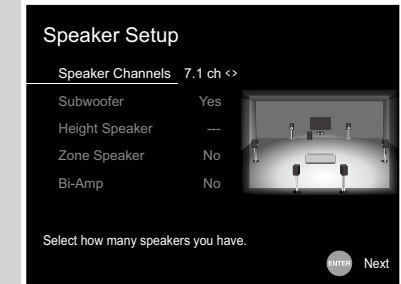 Speaker Setup
Speaker Channels 7.1 ch <>
Subwoofer Yes
Height Speaker ---
Zone Speaker No
Bi-Amp No
Select how many speakers you have.
ENTER Next